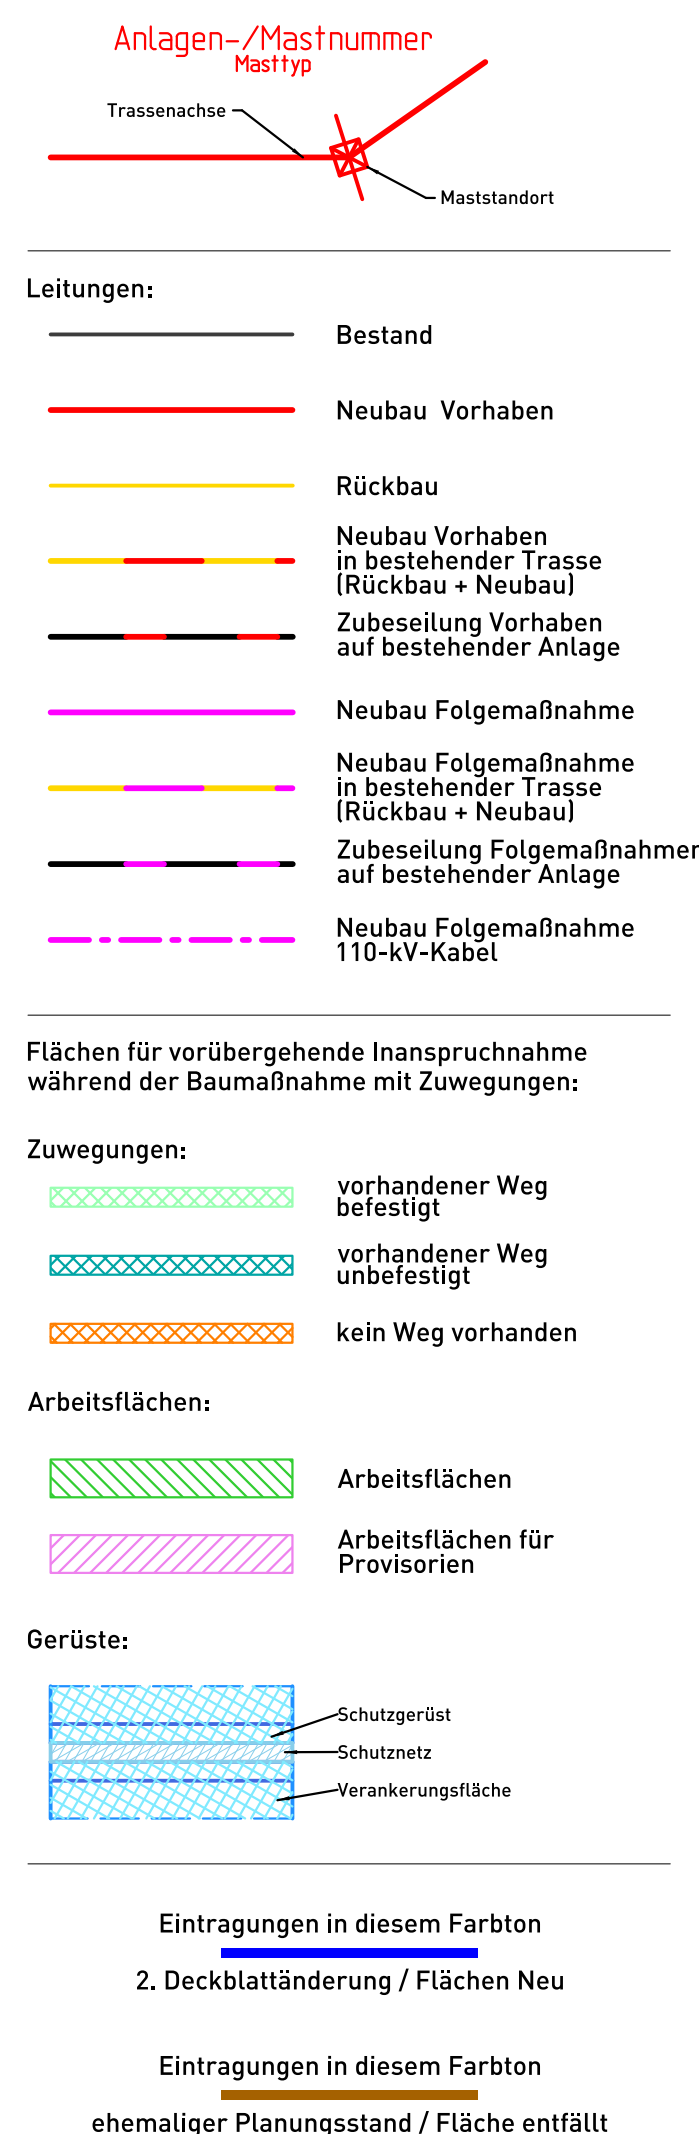 Anlagen-/Mastnummer
Masttyp
Trassenachse
Maststandort
Leitungen:
Bestand
Neubau Vorhaben
Rückbau
Neubau Vorhaben
in bestehender Trasse
(Rückbau + Neubau)
Zubeseilung Vorhaben
auf bestehender Anlage
Neubau Folgemaßnahme
Neubau Folgemaßnahme
in bestehender Trasse
(Rückbau + Neubau)
Zubeseilung Folgemaßnahmen
auf bestehender Anlage
Neubau Folgemaßnahme
110-kV-Kabel
Flächen für vorübergehende Inanspruchnahme
während der Baumaßnahme mit Zuwegungen:
Zuwegungen:
vorhandener Weg
befestigt
vorhandener Weg
unbefestigt
kein Weg vorhanden
Arbeitsflächen:
Arbeitsflächen
Arbeitsflächen für
Provisorien
Gerüste:
Schutzgerüst
Schutznetz
Verankerungsfläche
Eintragungen in diesem Farbton
2. Deckblattänderung / Flächen Neu
Eintragungen in diesem Farbton
ehemaliger Planungsstand / Fläche entfällt